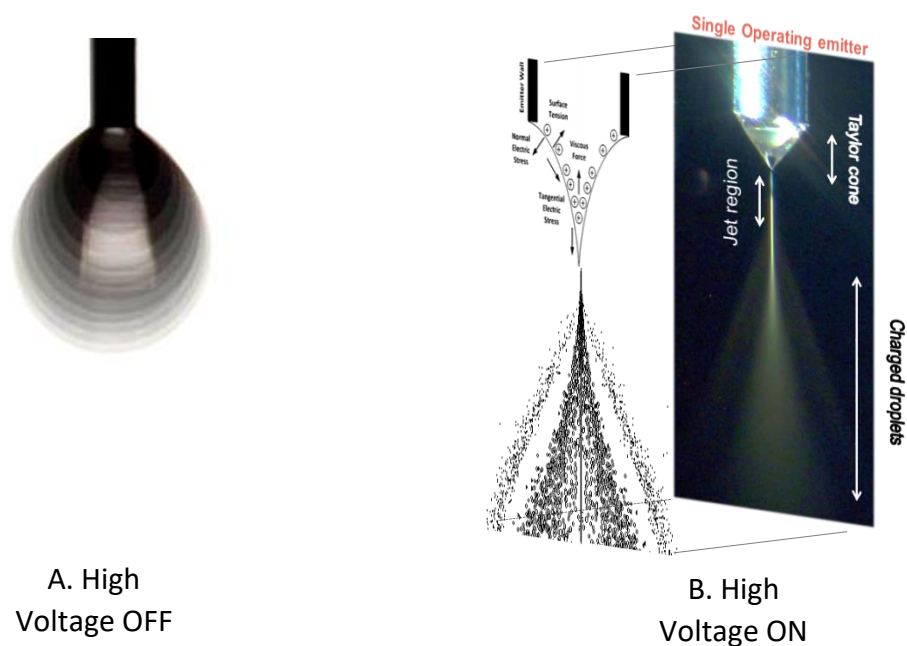 Single Operating emitter
Emitter Wall
Surface
Tension
Normal
Electric
Stress
Viscous
Force
Tangential
Electric
Stress
Taylor cone
Jet region
Charged droplets
A. High
Voltage OFF
B. High
Voltage ON